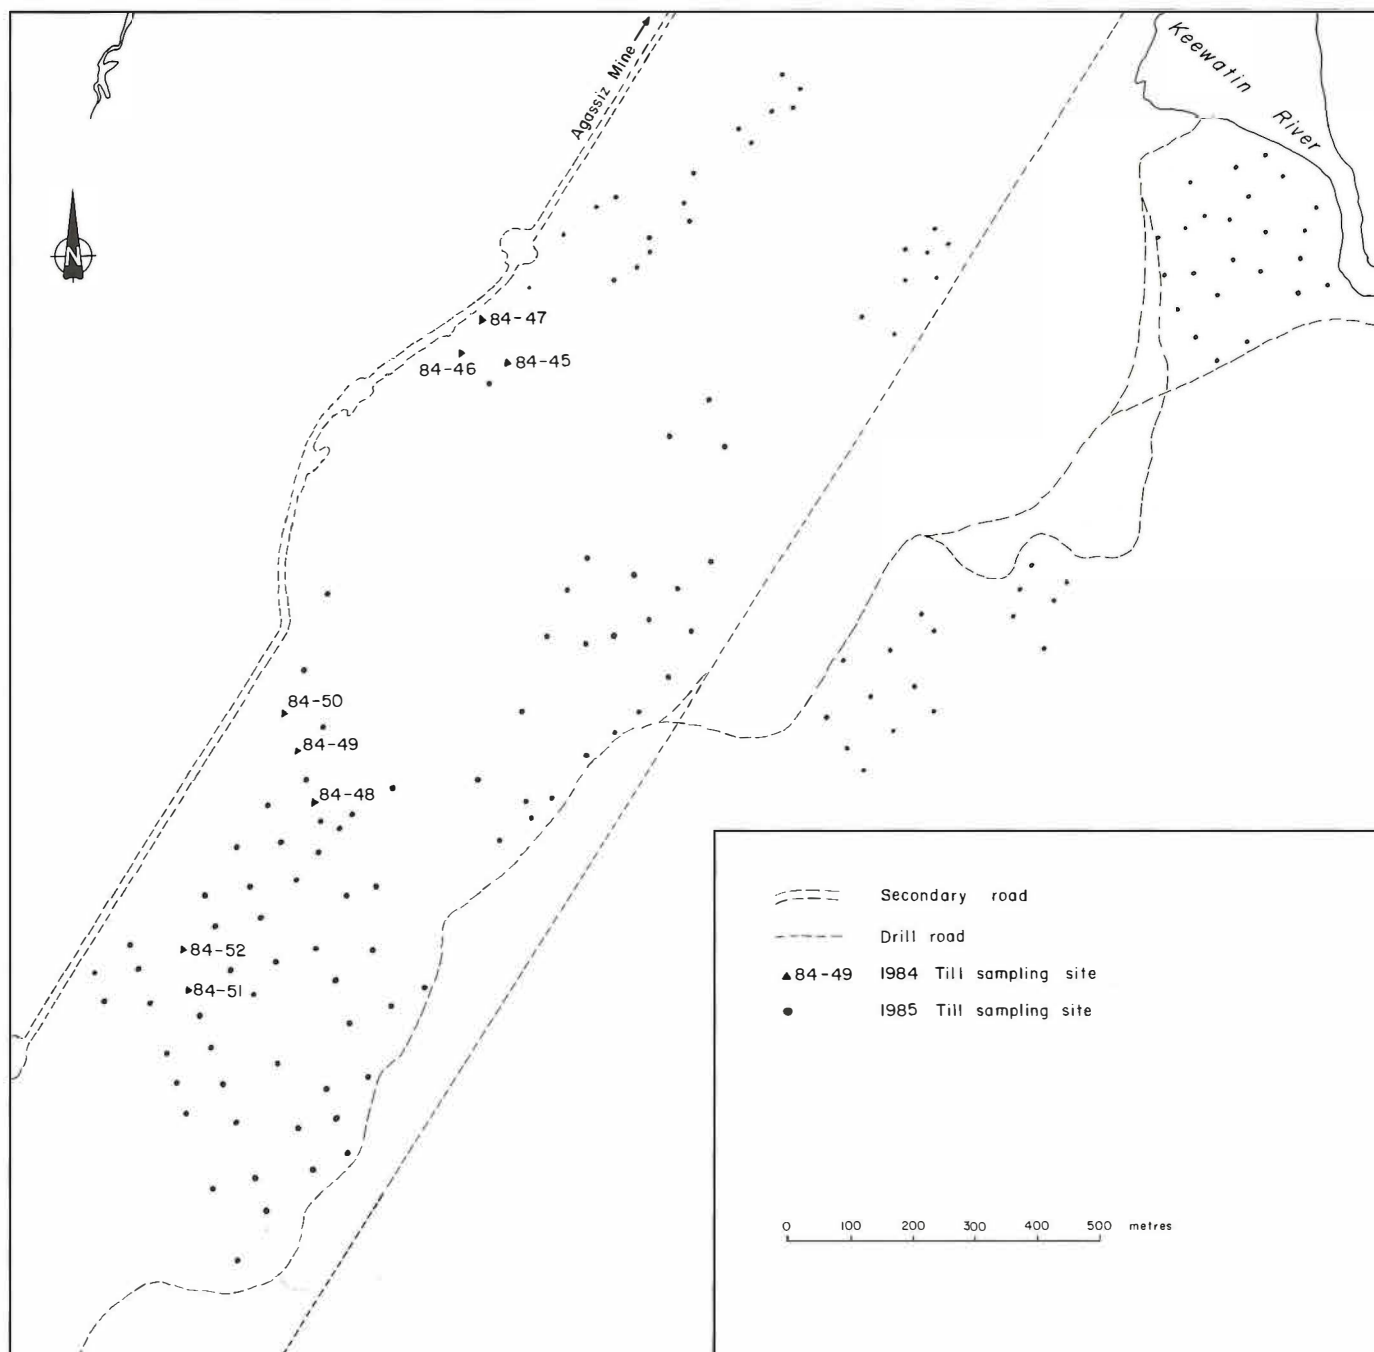 Agassiz Mine
Keewatin
River
N
84-47
84-46
84-45
84-50
84-49
84-48
84-52
84-51
Secondary road
Drill road
84-49 1984 Till sampling site
1985 Till sampling site
0 100 200 300 400 500 metres